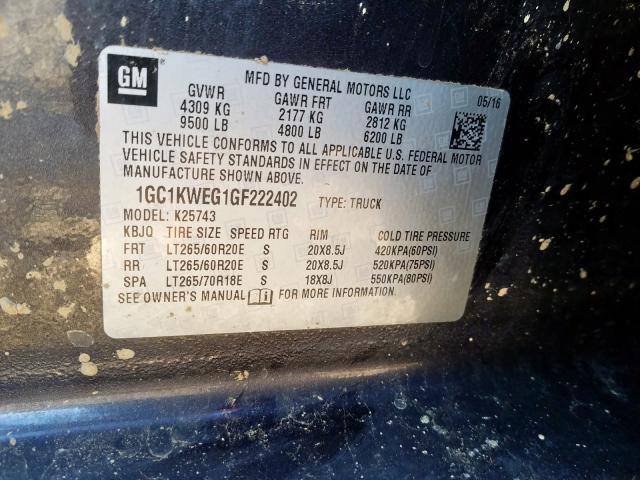 GM
MFD BY GENERAL MOTORS LLC
GVWR GAWR FRT GAWR RR 05/16
4309 KG 2177 KG 2812 KG
9500 LB 4800 LB 6200 LB
THIS VEHICLE CONFORMS TO ALL APPLICABLE U.S. FEDERAL MOTOR
VEHICLE SAFETY STANDARDS IN EFFECT ON THE DATE OF
MANUFACTURE SHOWN ABOVE.
1GC1KWEG1GF222402 TYPE: TRUCK
MODEL: K25743
KBJQ TIRE SIZE SPEED RTG RIM COLD TIRE PRESSURE
FRT LT265/60R20E S 20X8.5J 420KPA(60PSI)
RR LT265/60R20E S 20X8.5J 520KPA(75PSI)
SPA LT265/70R18E S 18X8J 550KPA(80PSI)
SEE OWNER'S MANUAL FOR MORE INFORMATION.